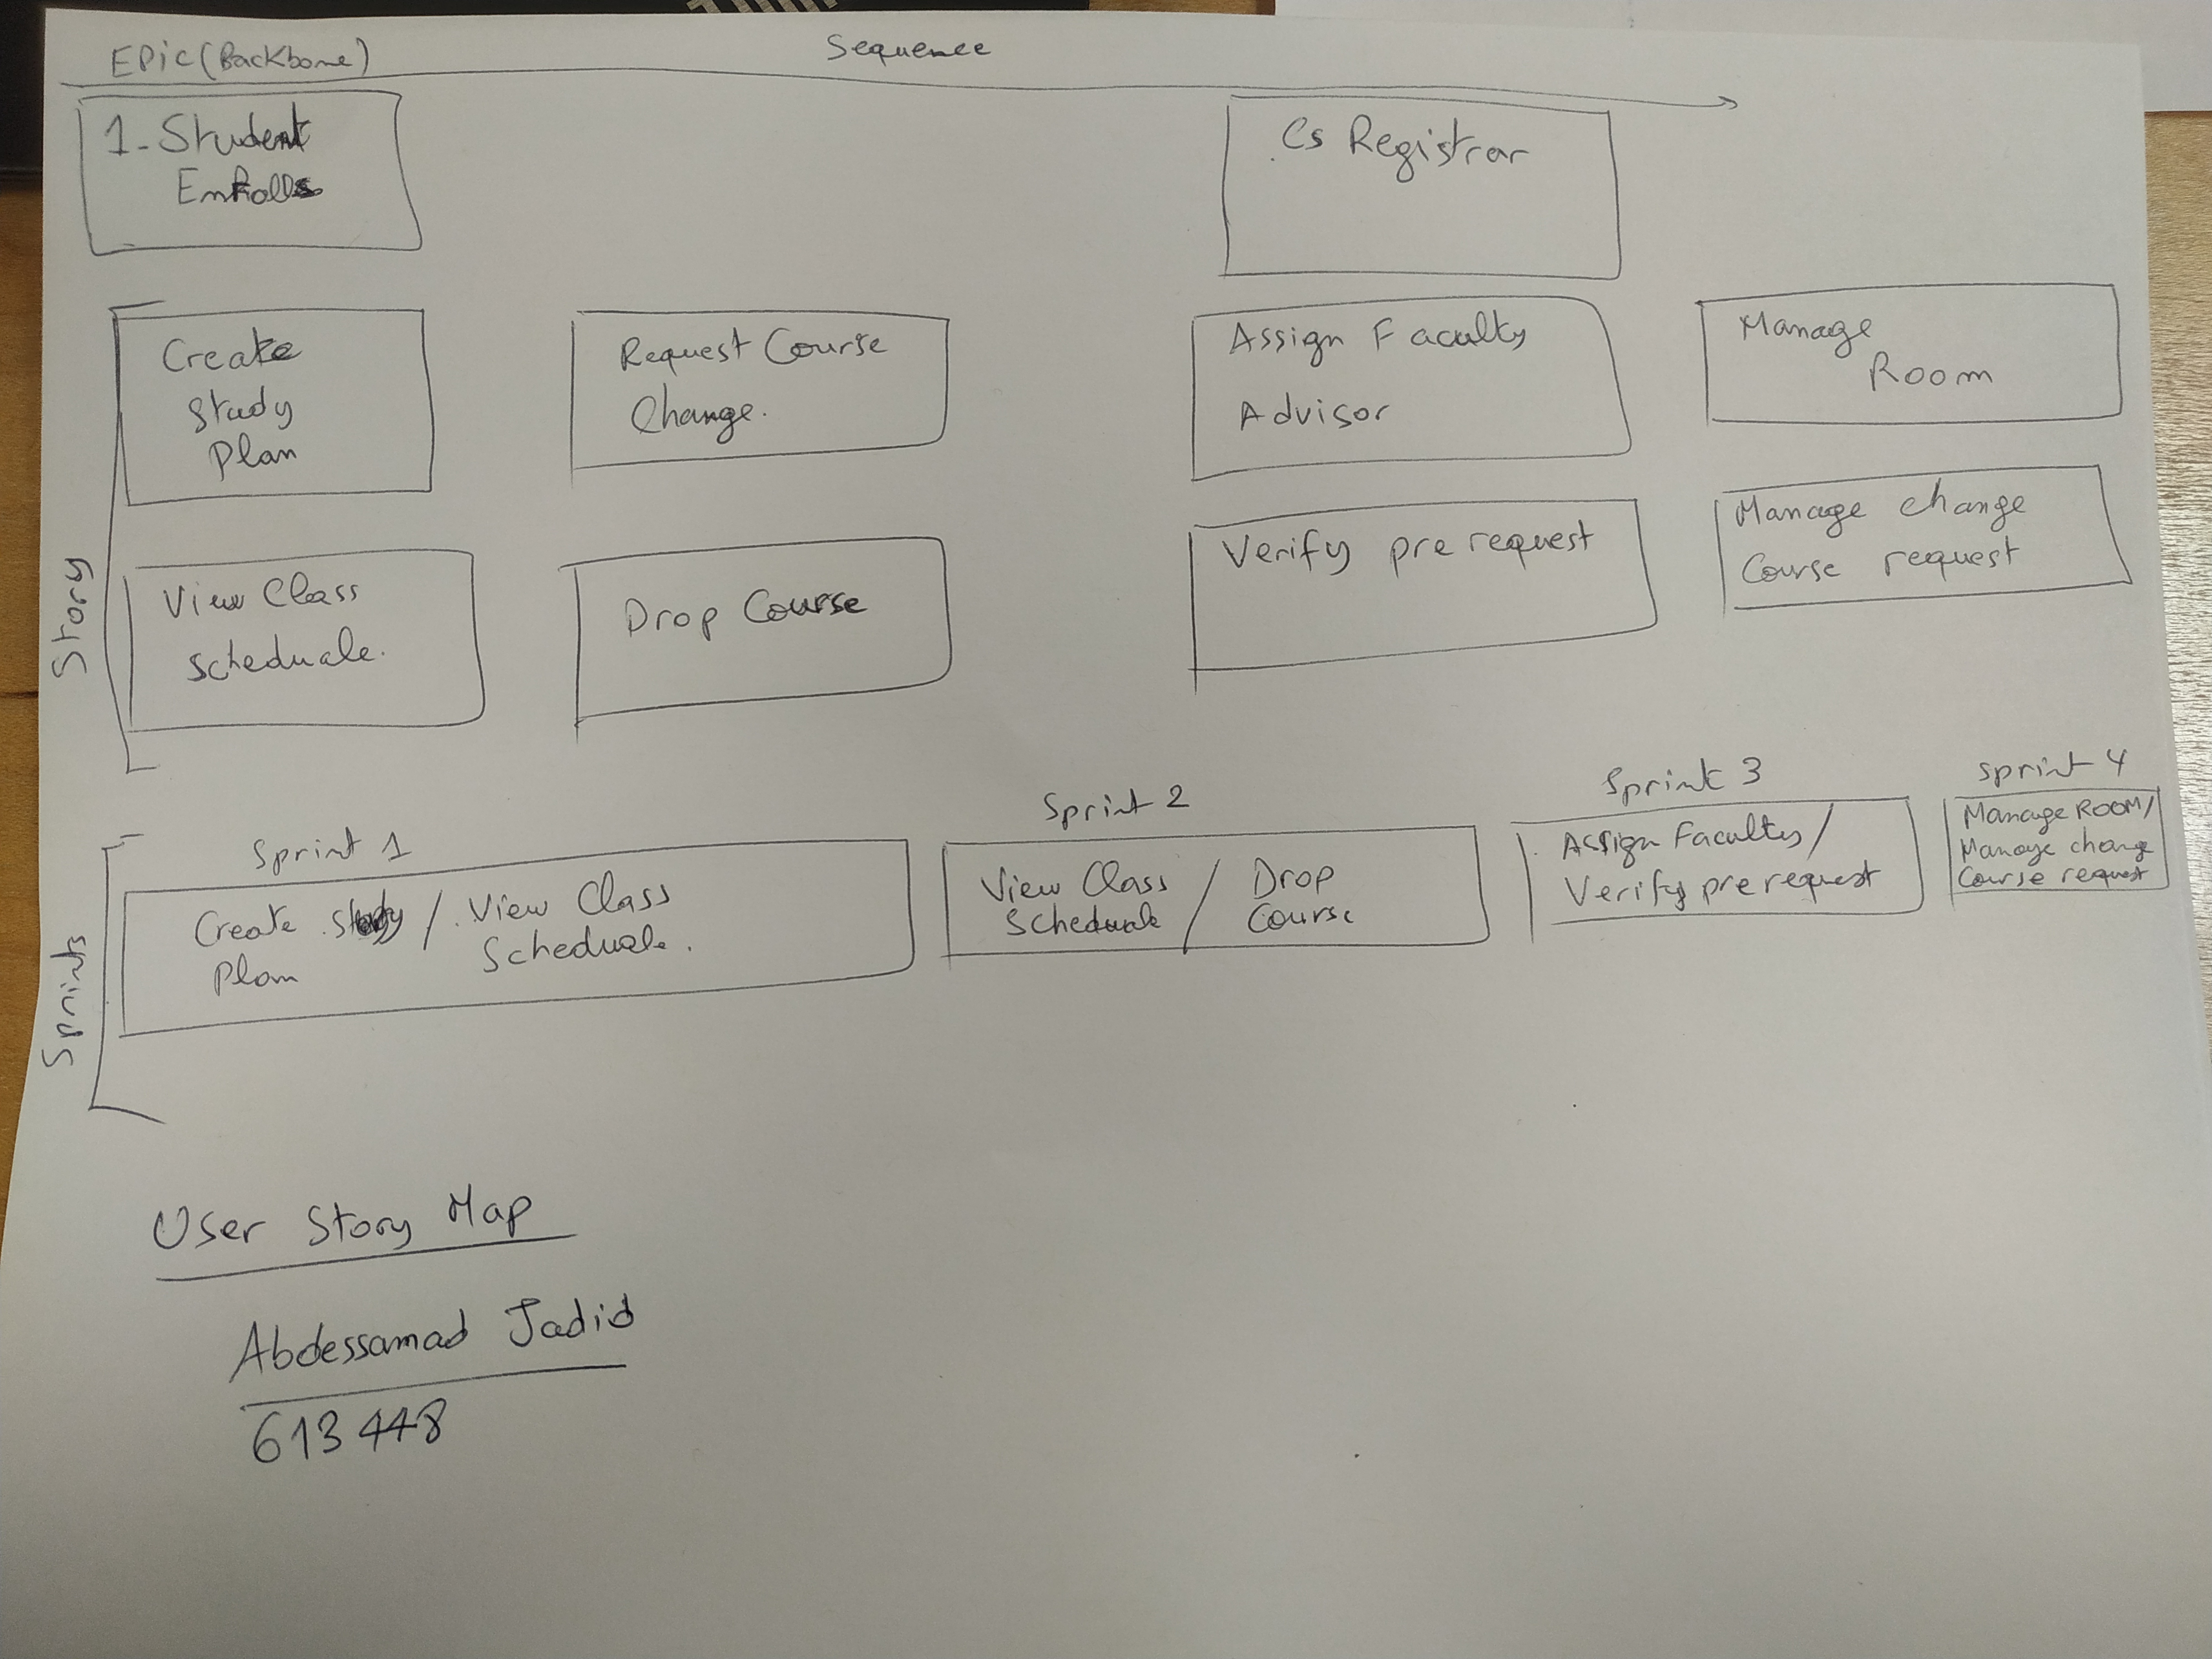 EPic (Backbone)
Sequence
1- Student
Enrolls
Cs Registrar
Create
Study
Plan
Request Course
Change.
Assign Faculty
Advisor
Manage
Room
Story
View Class
Scheduale.
Drop Course
Verify pre request
Manage change
Course request
Sprints
Sprint 1
Create Study / View Class
Plan Scheduale.
Sprint 2
View Class / Drop
Scheduale Course
Sprint 3
Assign Faculty /
Verify pre request
sprint 4
Manage ROOM /
Manage change
Course request
User Story Map
Abdessamad Jadid
613448